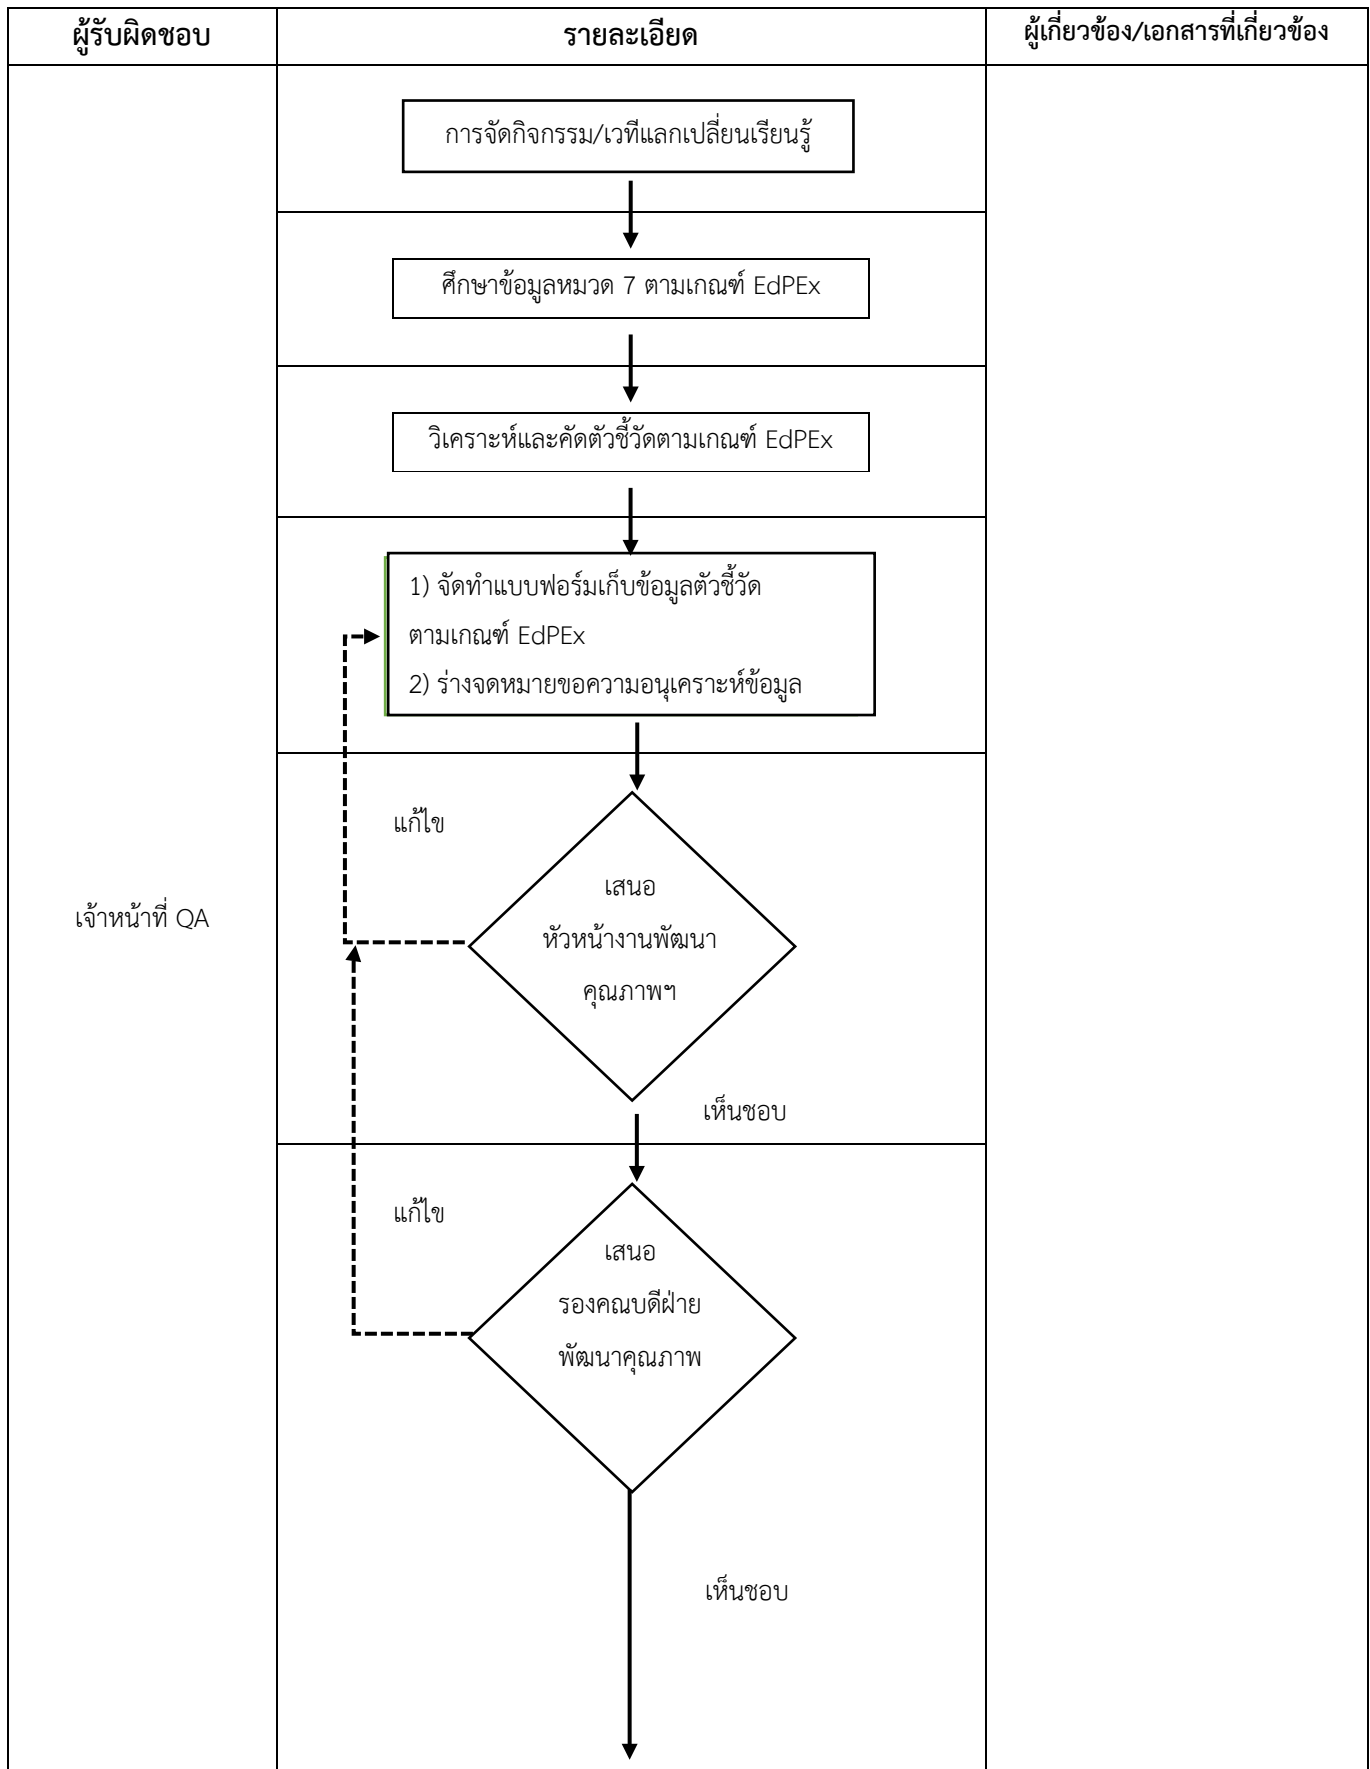 ผู้รับผิดชอบ
รายละเอียด
ผู้เกี่ยวข้อง/เอกสารที่เกี่ยวข้อง
การจัดกิจกรรม/เวทีแลกเปลี่ยนเรียนรู้
ศึกษาข้อมูลหมวด 7 ตามเกณฑ์ EdPEx
วิเคราะห์และคัดตัวชี้วัดตามเกณฑ์ EdPEx
1) จัดทำแบบฟอร์มเก็บข้อมูลตัวชี้วัด
ตามเกณฑ์ EdPEx
2) ร่างจดหมายขอความอนุเคราะห์ข้อมูล
แก้ไข
เสนอ
หัวหน้างานพัฒนา
คุณภาพฯ
เจ้าหน้าที่ QA
เห็นชอบ
แก้ไข
เสนอ
รองคณบดีฝ่าย
พัฒนาคุณภาพ
เห็นชอบ